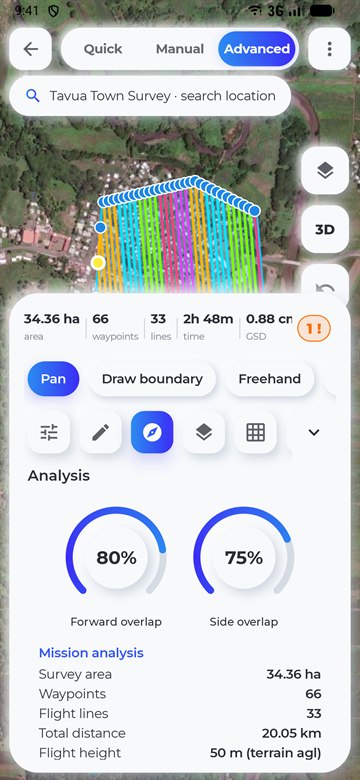 9:41 3G
Quick Manual Advanced
Tavua Town Survey · search location
3D
34.36 ha 66 33 2h 48m 0.88 cm 1!
area waypoints lines time GSD
Pan Draw boundary Freehand
Analysis
80% 75%
Forward overlap Side overlap
Mission analysis
Survey area 34.36 ha
Waypoints 66
Flight lines 33
Total distance 20.05 km
Flight height 50 m (terrain agl)